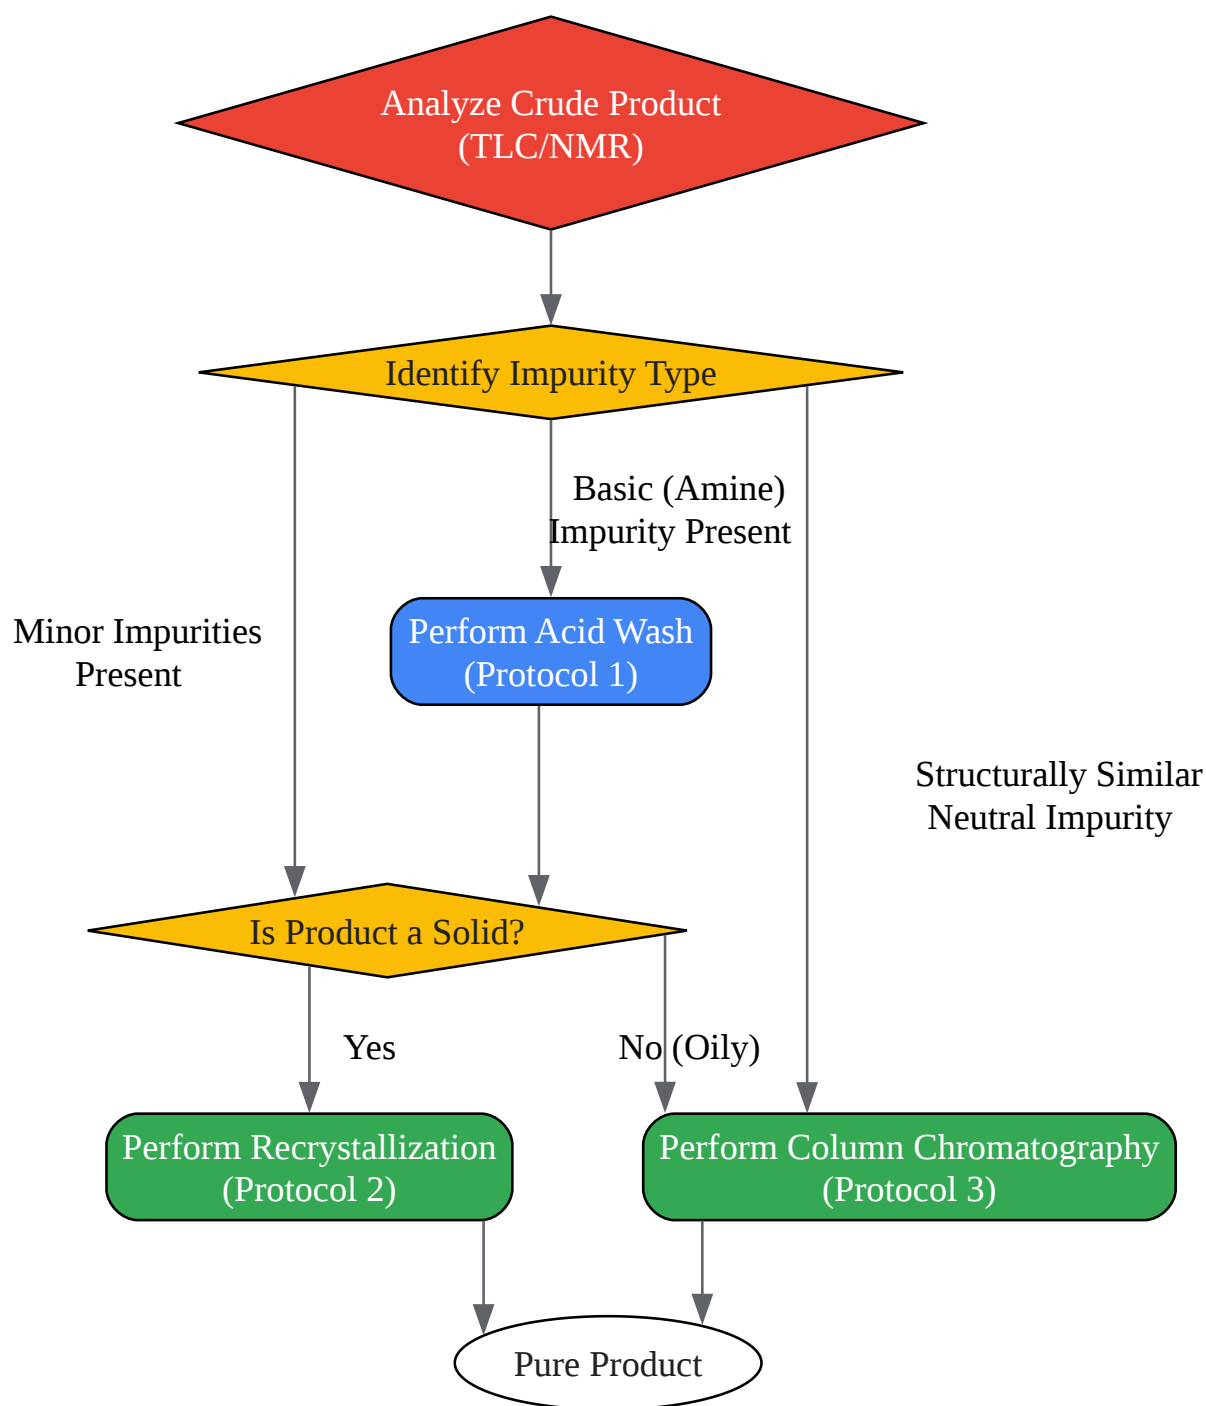 Analyze Crude Product
(TLC/NMR)
Identify Impurity Type
Basic (Amine)
Impurity Present
Minor Impurities
Present
Perform Acid Wash
(Protocol 1)
Structurally Similar
Neutral Impurity
Is Product a Solid?
Yes
No (Oily)
Perform Recrystallization
(Protocol 2)
Perform Column Chromatography
(Protocol 3)
Pure Product